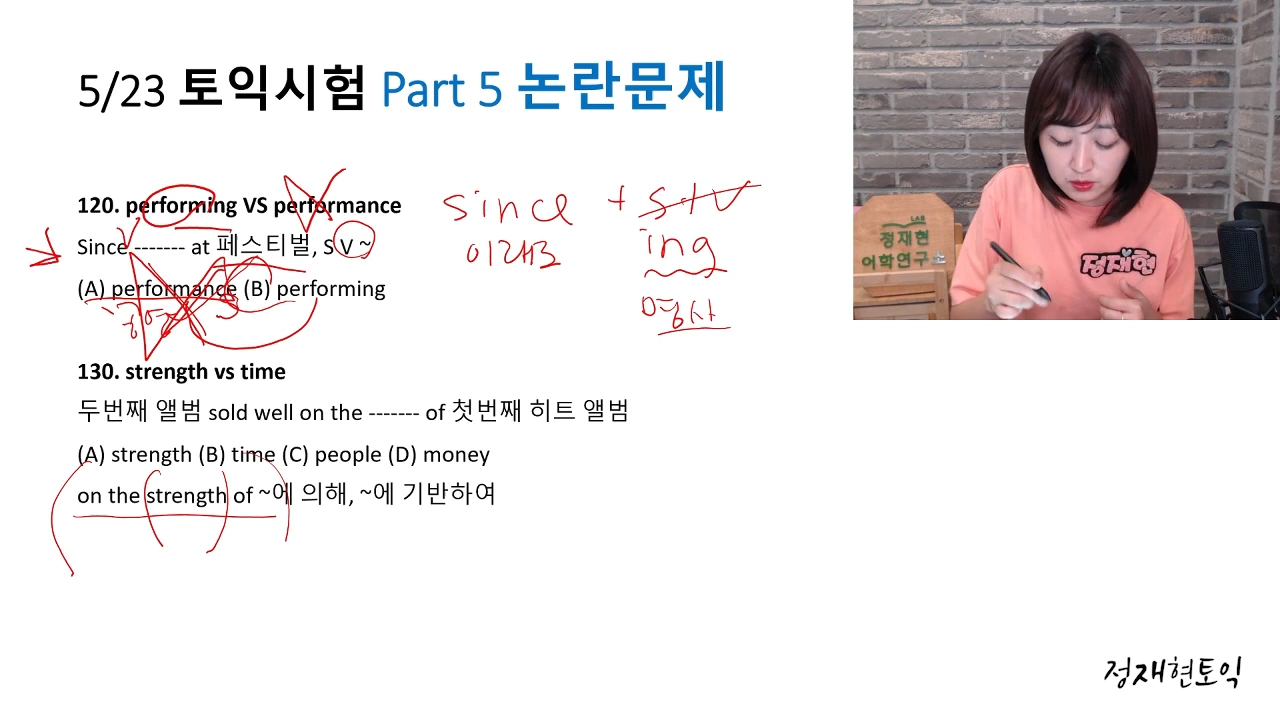 5/23 토익시험 Part 5 논란문제
120. performing VS performance
Since ------- at 페스티벌, S V ~
(A) performance (B) performing
since + S+V
이래로
ing
명사
130. strength vs time
두번째 앨범 sold well on the ------- of 첫번째 히트 앨범
(A) strength (B) time (C) people (D) money
on the strength of ~에 의해, ~에 기반하여
LAB
정재현
어학연구소
정재현
정재현토익